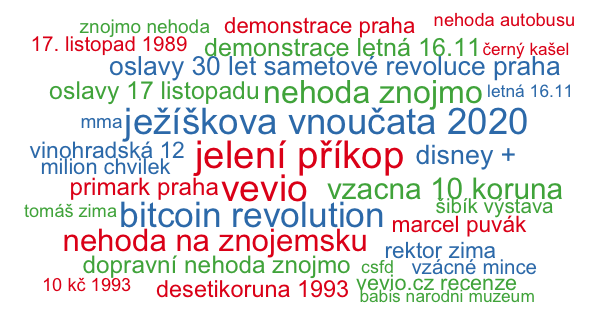 znojmo nehoda
demonstrace praha
nehoda autobusu
17. listopad 1989
demonstrace letná 16.11
černý kašel
oslavy 30 let sametové revoluce praha
oslavy 17 listopadu
nehoda znojmo
letná 16.11
mma
ježíškova vnoučata 2020
vinohradská 12
jelení příkop
disney +
milion chvilek
primark praha
vevio
vzacna 10 koruna
tomáš zima
bitcoin revolution
šibík výstava
marcel puvák
nehoda na znojemsku
rektor zima
dopravní nehoda znojmo
csfd
vzácné mince
10 kč 1993
desetikoruna 1993
vevio.cz recenze
babis narodni muzeum